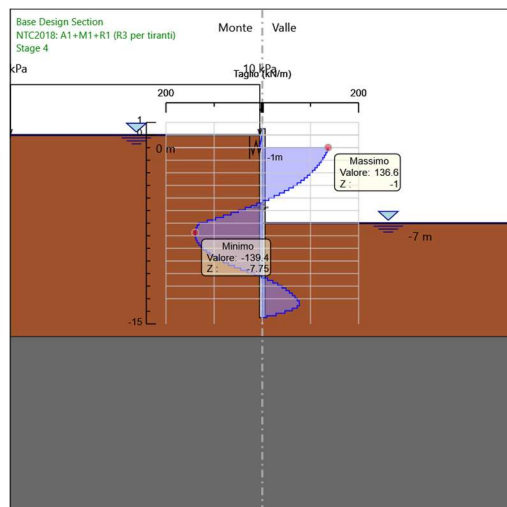 Base Design Section
NTC2018: A1+M1+R1 (R3 per tiranti)
Stage 4
Monte Valle
kPa
10 kPa
Taglio (kN/m)
200 200
1
0 m
-1m
Massimo
Valore: 136.6
Z : -1
-7 m
Minimo
Valore: -139.4
Z : -7.75
-15